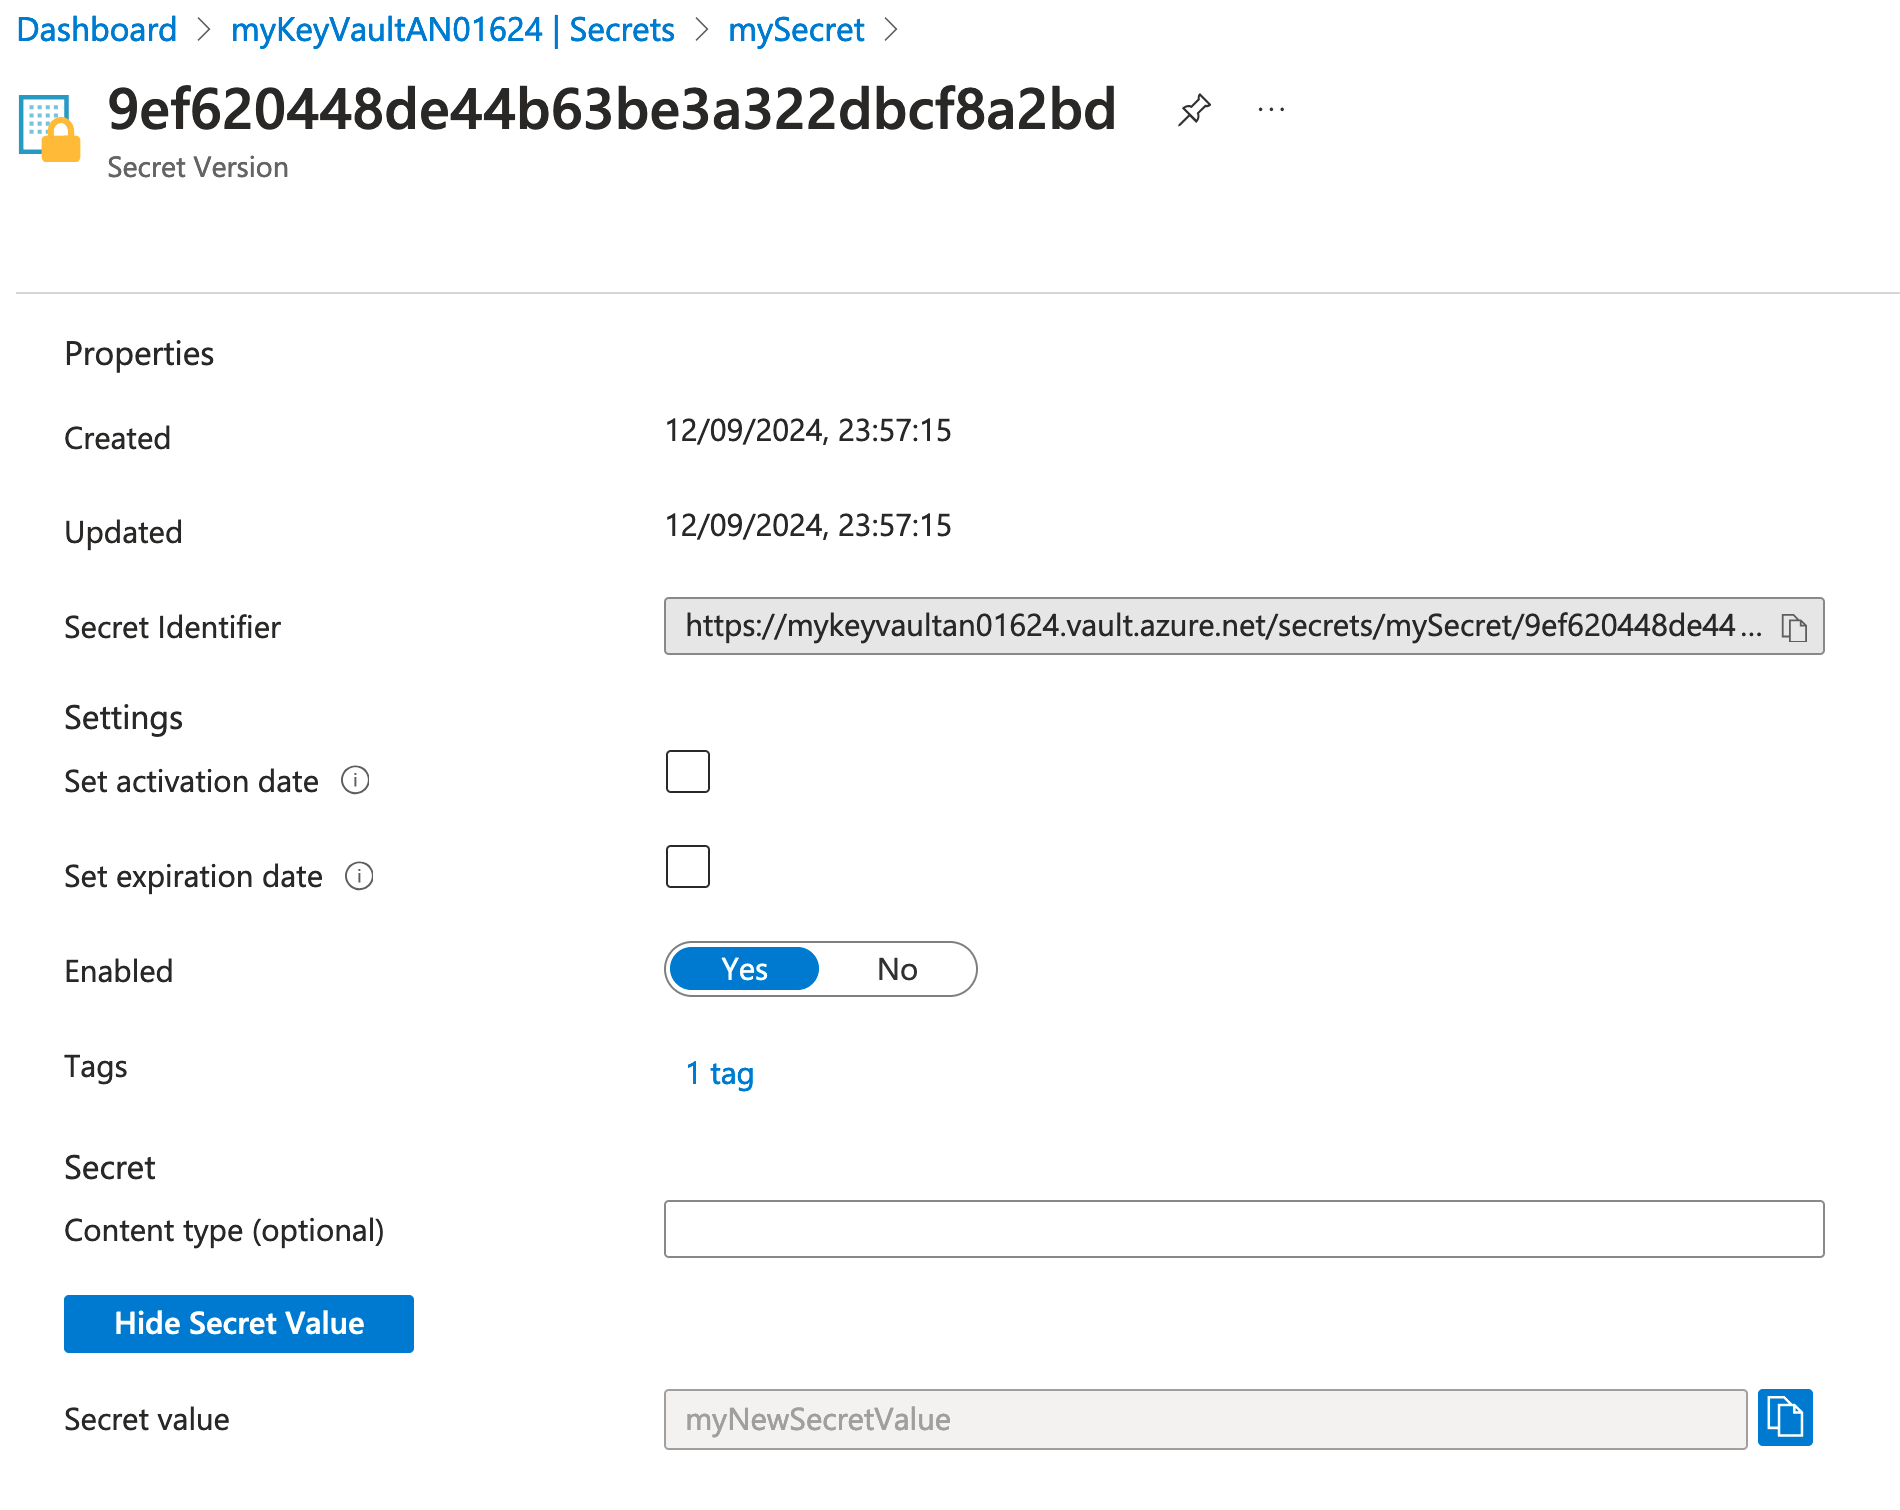 Dashboard > myKeyVaultAN01624 | Secrets > mySecret >
9ef620448de44b63be3a322dbcf8a2bd ...
Secret Version
Properties
Created 12/09/2024, 23:57:15
Updated 12/09/2024, 23:57:15
Secret Identifier https://mykeyvaultan01624.vault.azure.net/secrets/mySecret/9ef620448de44...
Settings
Set activation date
Set expiration date
Enabled Yes No
Tags 1 tag
Secret
Content type (optional)
Hide Secret Value
Secret value myNewSecretValue